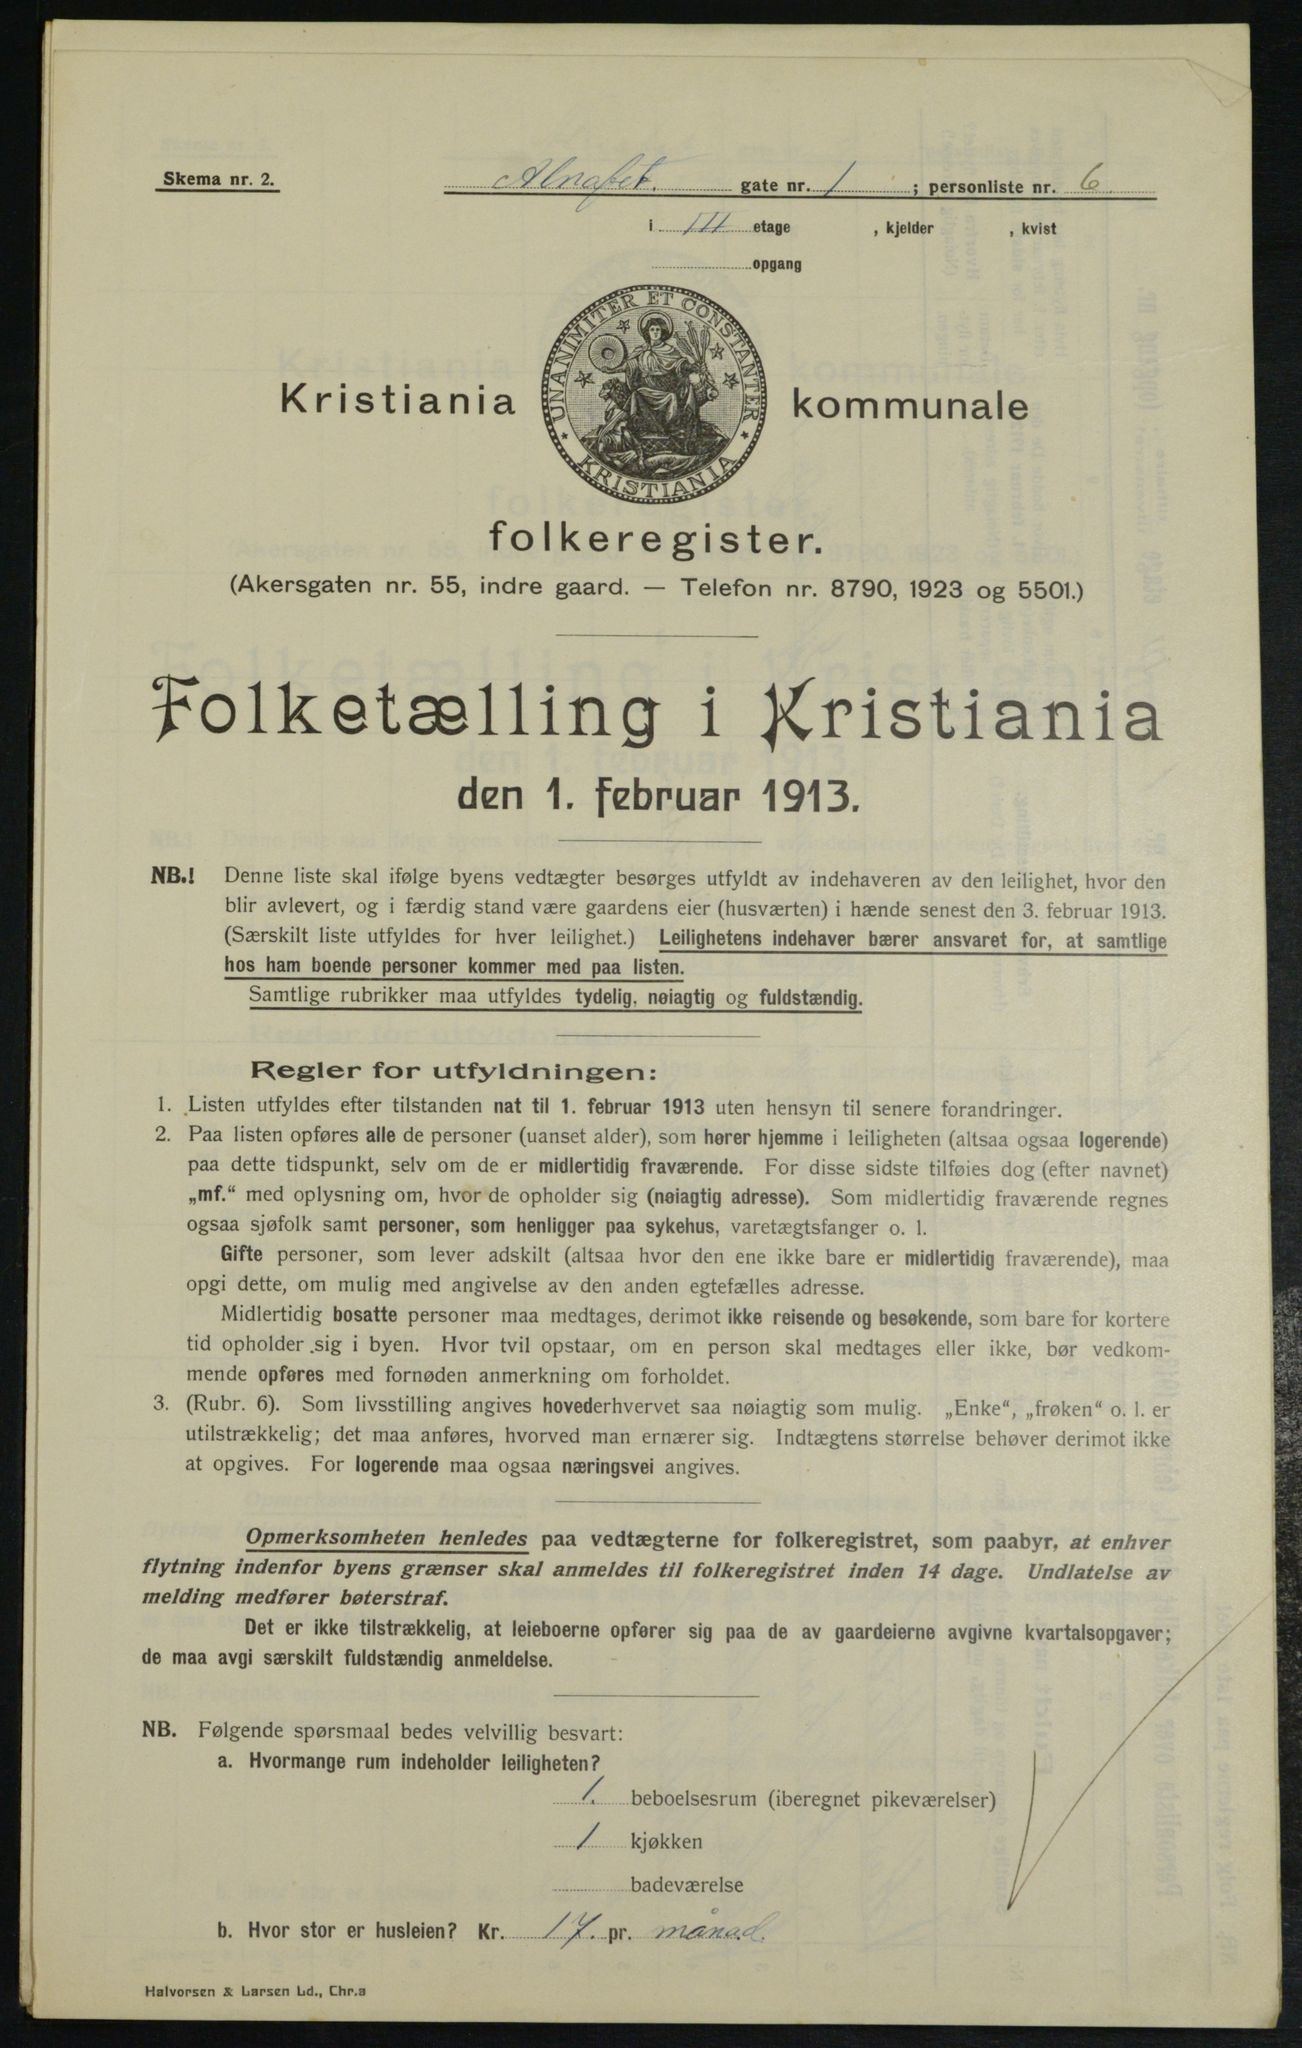 Skema nr. 2.
Alnafet. gate nr. 1 ; personliste nr. 6
i III etage , kjelder , kvist
opgang
UNANIMITER ET CONSTANTER
KRISTIANIA
Kristiania kommunale
folkeregister.
(Akersgaten nr. 55, indre gaard. — Telefon nr. 8790, 1923 og 5501.)
Folketælling i Kristiania
den 1. februar 1913.
NB.! Denne liste skal ifølge byens vedtægter besørges utfyldt av indehaveren av den leilighet, hvor den
blir avlevert, og i færdig stand være gaardens eier (husværten) i hænde senest den 3. februar 1913.
(Særskilt liste utfyldes for hver leilighet.) Leilighetens indehaver bærer ansvaret for, at samtlige
hos ham boende personer kommer med paa listen.
Samtlige rubrikker maa utfyldes tydelig, nøiagtig og fuldstændig.
Regler for utfyldningen:
1. Listen utfyldes efter tilstanden nat til 1. februar 1913 uten hensyn til senere forandringer.
2. Paa listen opføres alle de personer (uanset alder), som hører hjemme i leiligheten (altsaa ogsaa logerende)
paa dette tidspunkt, selv om de er midlertidig fraværende. For disse sidste tilføies dog (efter navnet)
„mf.“ med oplysning om, hvor de opholder sig (nøiagtig adresse). Som midlertidig fraværende regnes
ogsaa sjøfolk samt personer, som henligger paa sykehus, varetægtsfanger o. l.
Gifte personer, som lever adskilt (altsaa hvor den ene ikke bare er midlertidig fraværende), maa
opgi dette, om mulig med angivelse av den anden egtefælles adresse.
Midlertidig bosatte personer maa medtages, derimot ikke reisende og besøkende, som bare for kortere
tid opholder sig i byen. Hvor tvil opstaar, om en person skal medtages eller ikke, bør vedkom-
mende opføres med fornøden anmerkning om forholdet.
3. (Rubr. 6). Som livsstilling angives hovederhvervet saa nøiagtig som mulig. „Enke“, „frøken“ o. l. er
utilstrækkelig; det maa anføres, hvorved man ernærer sig. Indtægtens størrelse behøver derimot ikke
at opgives. For logerende maa ogsaa næringsvei angives.
Opmerksomheten henledes paa vedtægterne for folkeregistret, som paabyr, at enhver
flytning indenfor byens grænser skal anmeldes til folkeregistret inden 14 dage. Undlatelse av
melding medfører bøterstraf.
Det er ikke tilstrækkelig, at leieboerne opfører sig paa de av gaardeierne avgivne kvartalsopgaver;
de maa avgi særskilt fuldstændig anmeldelse.
NB. Følgende spørsmaal bedes velvillig besvart:
a. Hvormange rum indeholder leiligheten?
1. beboelsesrum (iberegnet pikeværelser)
1 kjøkken
badeværelse
b. Hvor stor er husleien? Kr. 17. pr. månad.
Halvorsen & Larsen Ld., Chr.a